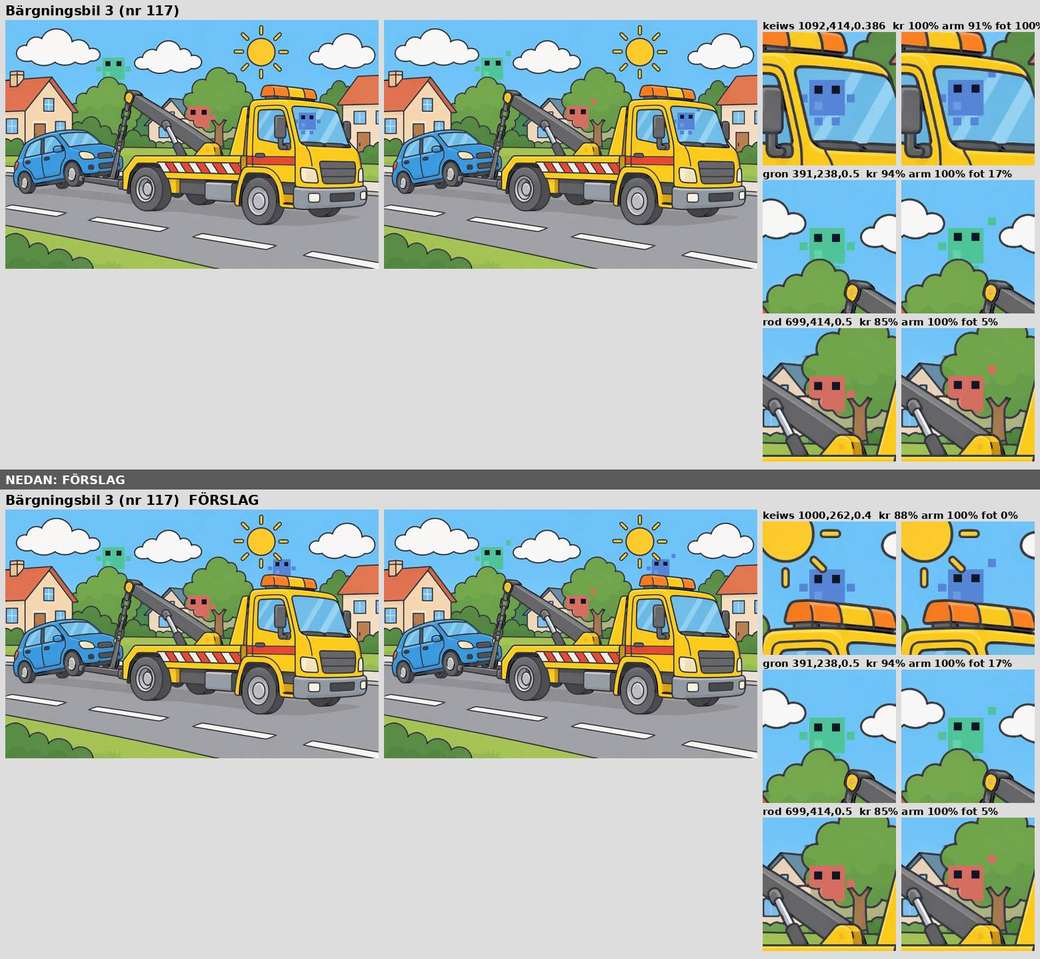 Bärgningsbil 3 (nr 117)
keiws 1092,414,0.386  kr 100% arm 91% fot 100%
gron 391,238,0.5  kr 94% arm 100% fot 17%
rod 699,414,0.5  kr 85% arm 100% fot 5%
NEDAN: FÖRSLAG
Bärgningsbil 3 (nr 117)  FÖRSLAG
keiws 1000,262,0.4  kr 88% arm 100% fot 0%
gron 391,238,0.5  kr 94% arm 100% fot 17%
rod 699,414,0.5  kr 85% arm 100% fot 5%